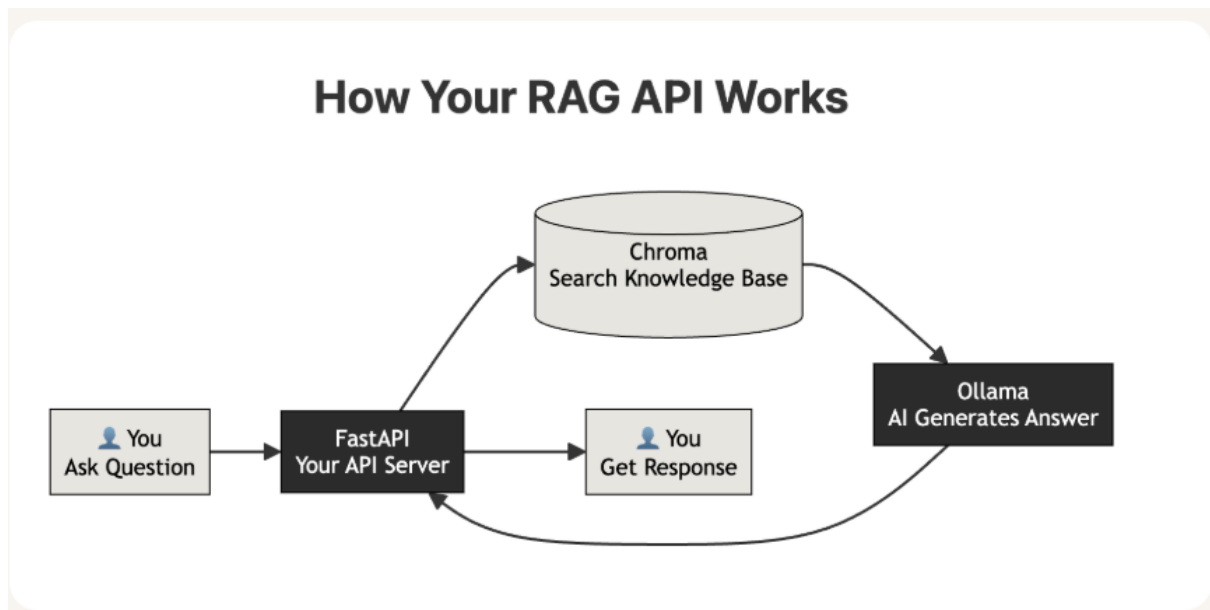 How Your RAG API Works
Chroma
Search Knowledge Base
Ollama
AI Generates Answer
👤 You
Ask Question
FastAPI
Your API Server
👤 You
Get Response